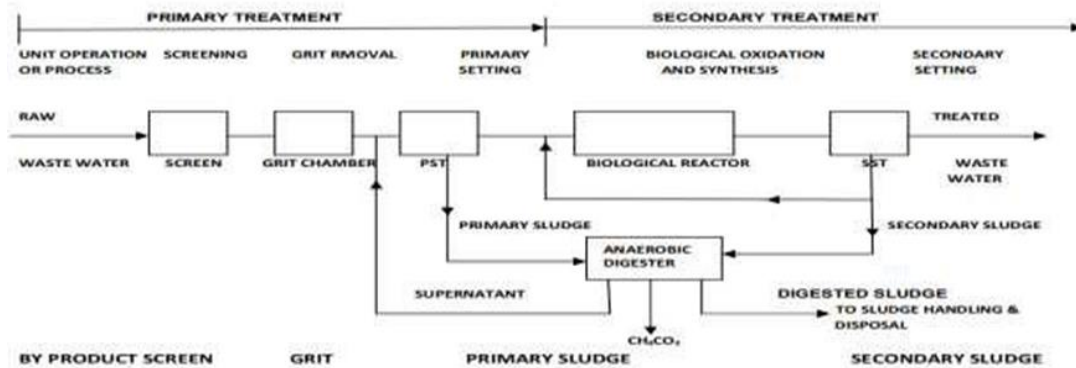 PRIMARY TREATMENT
SECONDARY TREATMENT
UNIT OPERATION
OR PROCESS
SCREENING
GRIT RMOVAL
PRIMARY
SETTING
BIOLOGICAL OXIDATION
AND SYNTHESIS
SECONDARY
SETTING
RAW
WASTE WATER
SCREEN
GRIT CHAMBER
PST
BIOLOGICAL REACTOR
SST
TREATED
WASTE
WATER
PRIMARY SLUDGE
SECONDARY SLUDGE
ANAEROBIC
DIGESTER
SUPERNATANT
DIGESTED SLUDGE
TO SLUDGE HANDLING &
DISPOSAL
BY PRODUCT SCREEN
GRIT
PRIMARY SLUDGE
SECONDARY SLUDGE